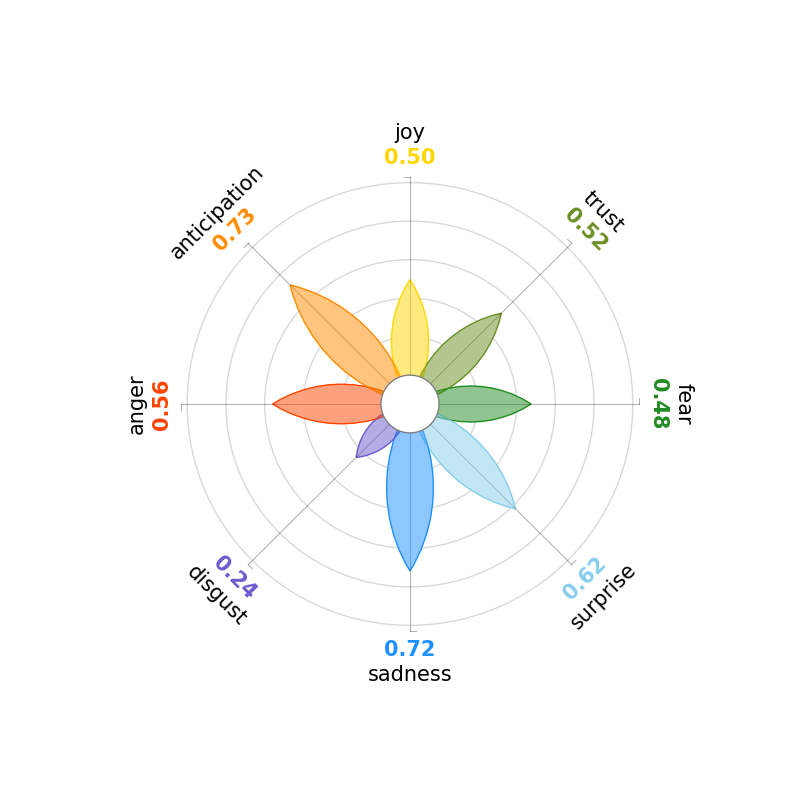 joy
0.50
trust
0.52
fear
0.48
surprise
0.62
sadness
0.72
disgust
0.24
anger
0.56
anticipation
0.73